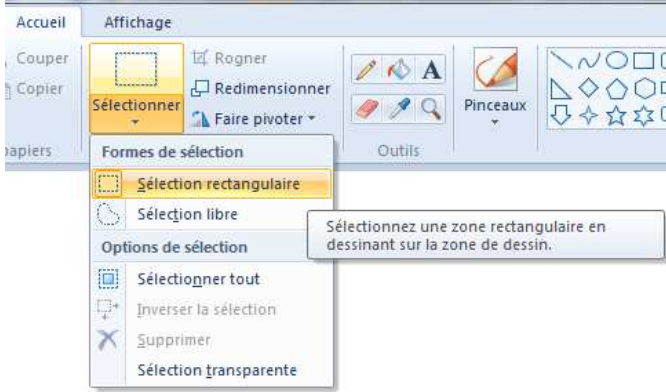 Accueil Affichage
Couper
Copier
Sélectionner
Rogner
Redimensionner
Faire pivoter
A
Outils
Pinceaux
Formes de sélection
Sélection rectangulaire
Sélection libre
Sélectionnez une zone rectangulaire en
dessinant sur la zone de dessin.
Options de sélection
Sélectionner tout
Inverser la sélection
Supprimer
Sélection transparente